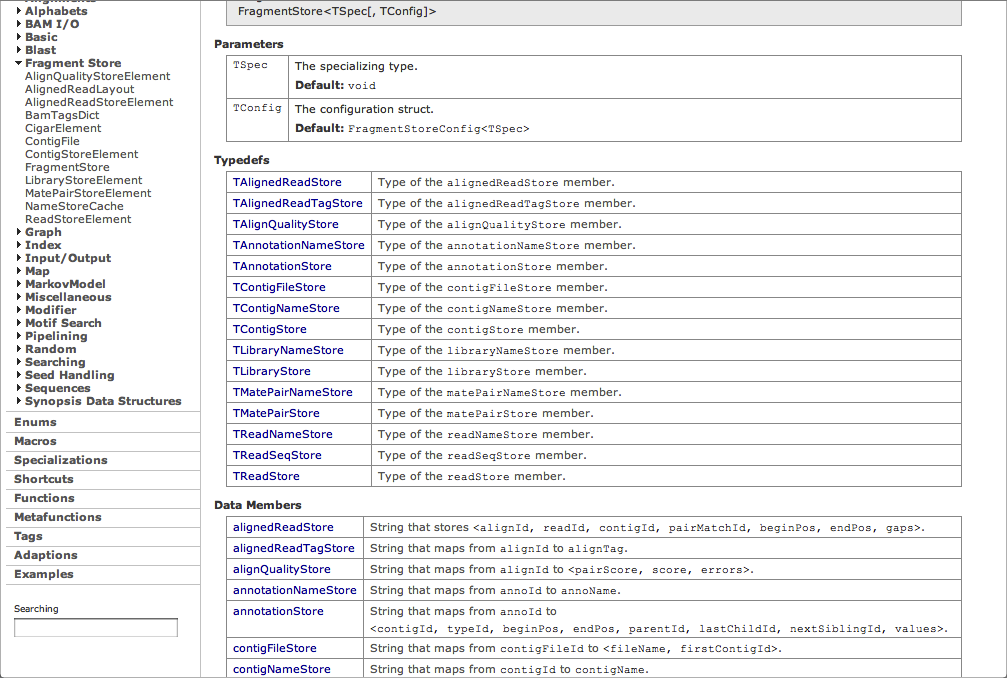 Alphabets
BAM I/O
Basic
Blast
Fragment Store
AlignQualityStoreElement
AlignedReadLayout
AlignedReadStoreElement
BamTagsDict
CigarElement
ContigFile
ContigStoreElement
FragmentStore
LibraryStoreElement
MatePairStoreElement
NameStoreCache
ReadStoreElement
Graph
Index
Input/Output
Map
MarkovModel
Miscellaneous
Modifier
Motif Search
Pipelining
Random
Searching
Seed Handling
Sequences
Synopsis Data Structures
Enums
Macros
Specializations
Shortcuts
Functions
Metafunctions
Tags
Adaptions
Examples
Searching
FragmentStore<TSpec[, TConfig]>
Parameters
TSpec The specializing type.
Default: void
TConfig The configuration struct.
Default: FragmentStoreConfig<TSpec>
Typedefs
TAlignedReadStore Type of the alignedReadStore member.
TAlignedReadTagStore Type of the alignedReadTagStore member.
TAlignQualityStore Type of the alignQualityStore member.
TAnnotationNameStore Type of the annotationNameStore member.
TAnnotationStore Type of the annotationStore member.
TContigFileStore Type of the contigFileStore member.
TContigNameStore Type of the contigNameStore member.
TContigStore Type of the contigStore member.
TLibraryNameStore Type of the libraryNameStore member.
TLibraryStore Type of the libraryStore member.
TMatePairNameStore Type of the matePairNameStore member.
TMatePairStore Type of the matePairStore member.
TReadNameStore Type of the readNameStore member.
TReadSeqStore Type of the readSeqStore member.
TReadStore Type of the readStore member.
Data Members
alignedReadStore String that stores <alignId, readId, contigId, pairMatchId, beginPos, endPos, gaps>.
alignedReadTagStore String that maps from alignId to alignTag.
alignQualityStore String that maps from alignId to <pairScore, score, errors>.
annotationNameStore String that maps from annoId to annoName.
annotationStore String that maps from annoId to
<contigId, typeId, beginPos, endPos, parentId, lastChildId, nextSiblingId, values>.
contigFileStore String that maps from contigFileId to <fileName, firstContigId>.
contigNameStore String that maps from contigId to contigName.